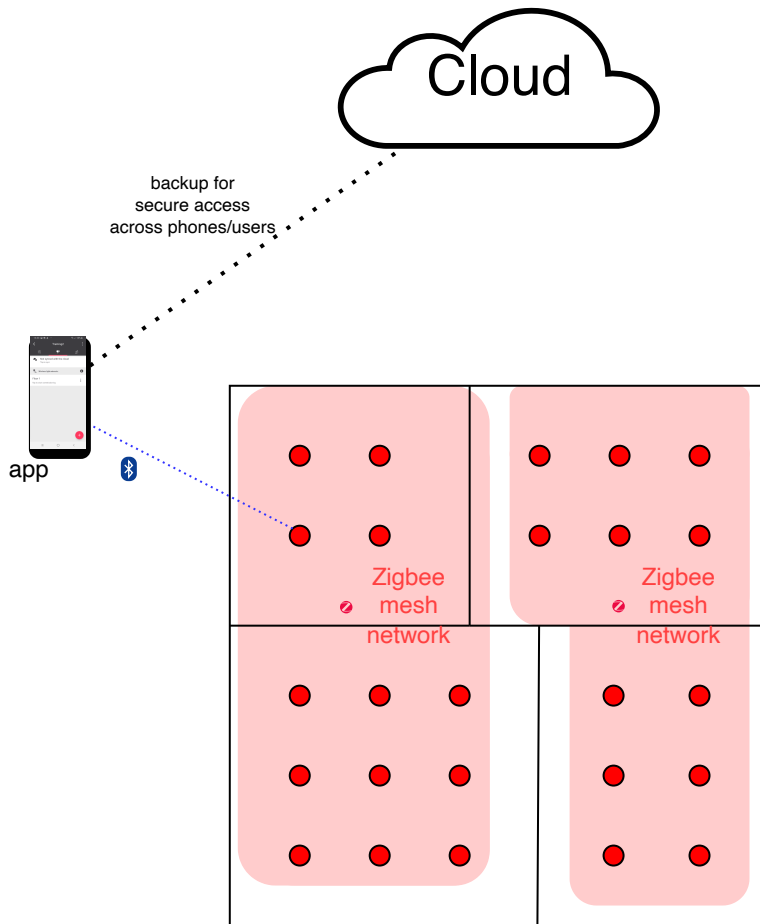 Cloud
backup for
secure access
across phones/users
app
Zigbee
mesh
network
Zigbee
mesh
network